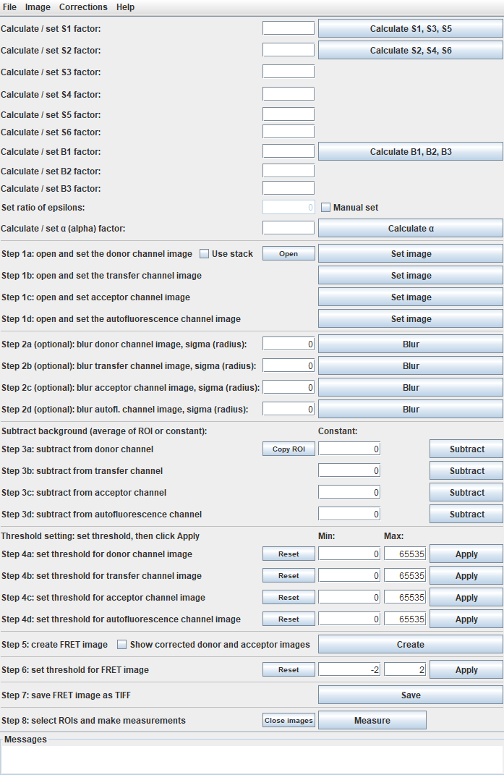 File Image Corrections Help
Calculate / set S1 factor: Calculate S1, S3, S5
Calculate / set S2 factor: Calculate S2, S4, S6
Calculate / set S3 factor:
Calculate / set S4 factor:
Calculate / set S5 factor:
Calculate / set S6 factor:
Calculate / set B1 factor: Calculate B1, B2, B3
Calculate / set B2 factor:
Calculate / set B3 factor:
Set ratio of epsilons: 0 Manual set
Calculate / set α (alpha) factor: Calculate α
Step 1a: open and set the donor channel image Use stack Open Set image
Step 1b: open and set the transfer channel image Set image
Step 1c: open and set acceptor channel image Set image
Step 1d: open and set the autofluorescence channel image Set image
Step 2a (optional): blur donor channel image, sigma (radius): 0 Blur
Step 2b (optional): blur transfer channel image, sigma (radius): 0 Blur
Step 2c (optional): blur acceptor channel image, sigma (radius): 0 Blur
Step 2d (optional): blur autofl. channel image, sigma (radius): 0 Blur
Subtract background (average of ROI or constant): Constant:
Step 3a: subtract from donor channel Copy ROI 0 Subtract
Step 3b: subtract from transfer channel 0 Subtract
Step 3c: subtract from acceptor channel 0 Subtract
Step 3d: subtract from autofluorescence channel 0 Subtract
Threshold setting: set threshold, then click Apply Min: Max:
Step 4a: set threshold for donor channel image Reset 0 65535 Apply
Step 4b: set threshold for transfer channel image Reset 0 65535 Apply
Step 4c: set threshold for acceptor channel image Reset 0 65535 Apply
Step 4d: set threshold for autofluorescence channel image Reset 0 65535 Apply
Step 5: create FRET image Show corrected donor and acceptor images Create
Step 6: set threshold for FRET image Reset -2 2 Apply
Step 7: save FRET image as TIFF Save
Step 8: select ROIs and make measurements Close images Measure
Messages